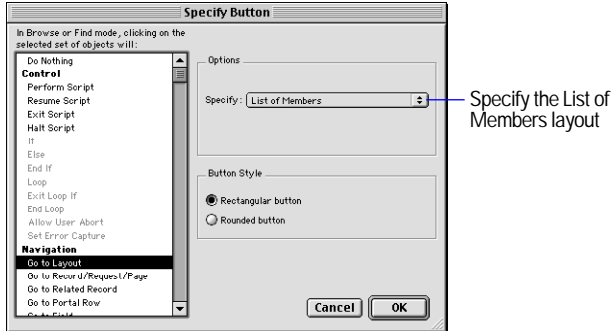 Specify Button
In Browse or Find mode, clicking on the
selected set of objects will:
Do Nothing
Control
Perform Script
Resume Script
Exit Script
Halt Script
If
Else
End If
Loop
Exit Loop If
End Loop
Allow User Abort
Set Error Capture
Navigation
Go to Layout
Go to Record/Request/Page
Go to Related Record
Go to Portal Row
Go to Field
Options
Specify: List of Members
Button Style
Rectangular button
Rounded button
Cancel
OK
Specify the List of
Members layout